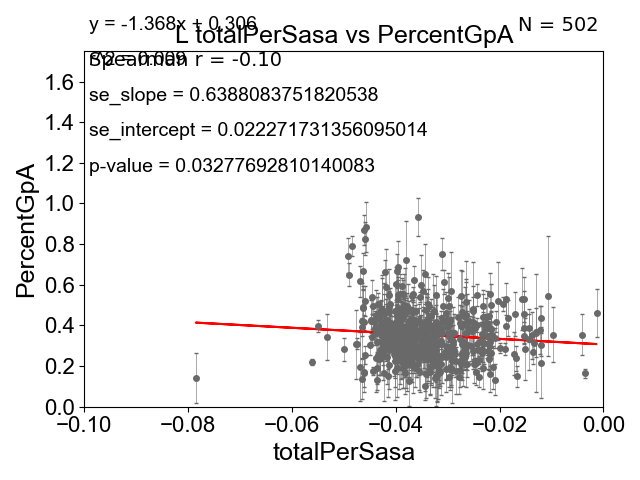 y = -1.368x + 0.306
N = 502
L totalPerSasa vs PercentGpA
Spearman r = -0.10
se_slope = 0.6388083751820538
se_intercept = 0.022271731356095014
p-value = 0.03277692810140083
PercentGpA
1.6
1.4
1.2
1.0
0.8
0.6
0.4
0.2
0.0
−0.10
−0.08
−0.06
−0.04
−0.02
0.00
totalPerSasa